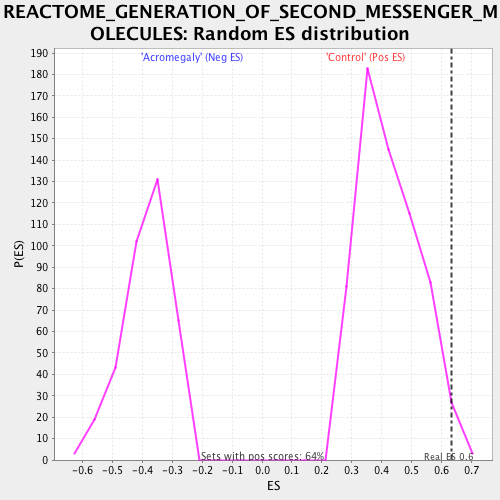 REACTOME_GENERATION_OF_SECOND_MESSENGER_M
OLECULES: Random ES distribution
'Acromegaly' (Neg ES) 'Control' (Pos ES)
190
180
170
160
150
140
130
120
110
100
90
80
70
60
50
40
30
20
10
0
P(ES)
Sets with pos scores: 64%
Real ES 0.6
-0.6 -0.5 -0.4 -0.3 -0.2 -0.1 0.0 0.1 0.2 0.3 0.4 0.5 0.6 0.7
ES